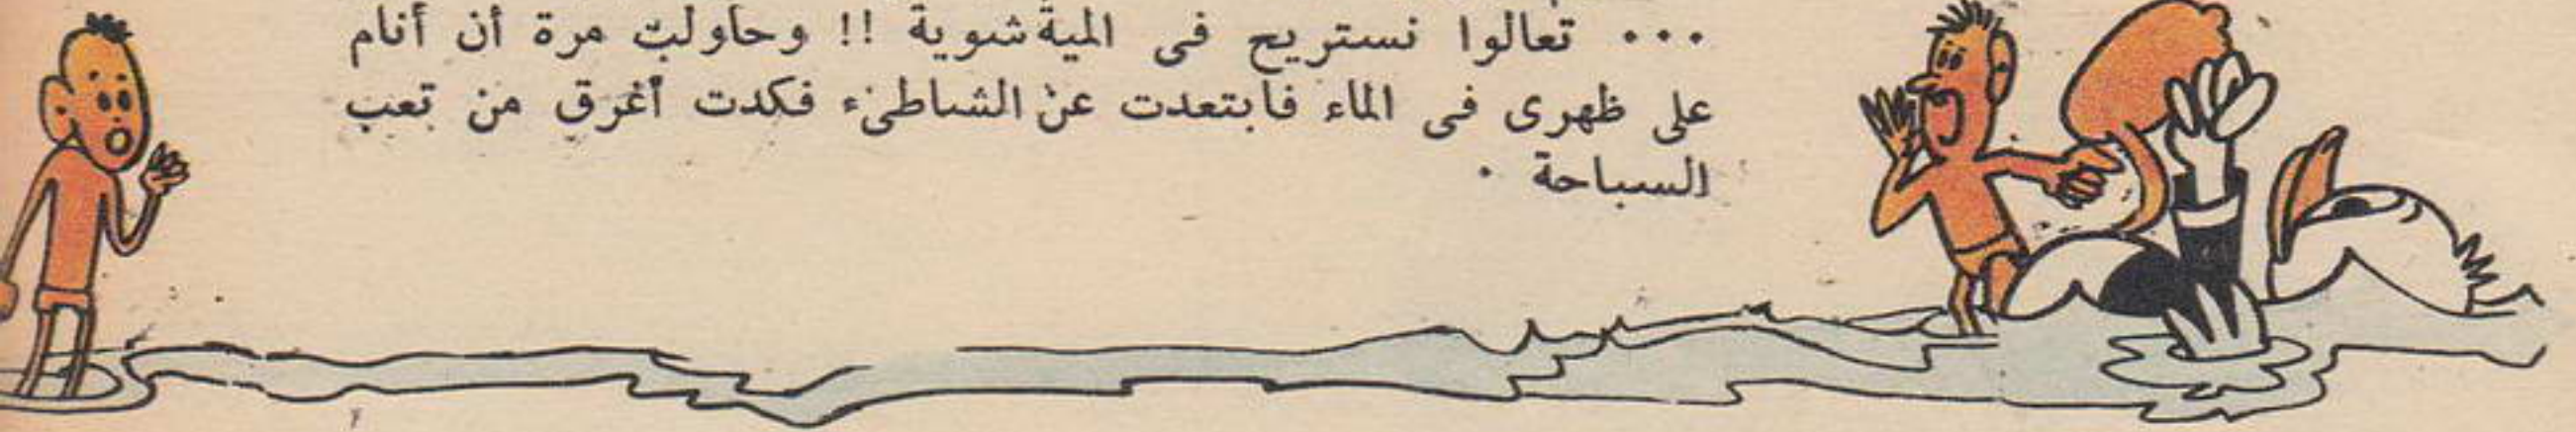 ... تعالوا نستريح فى المية شوية !! وحاولت مرة أن أنام
على ظهرى فى الماء فابتعدت عن الشاطىء فكدت أغرق من تعب
السباحة .